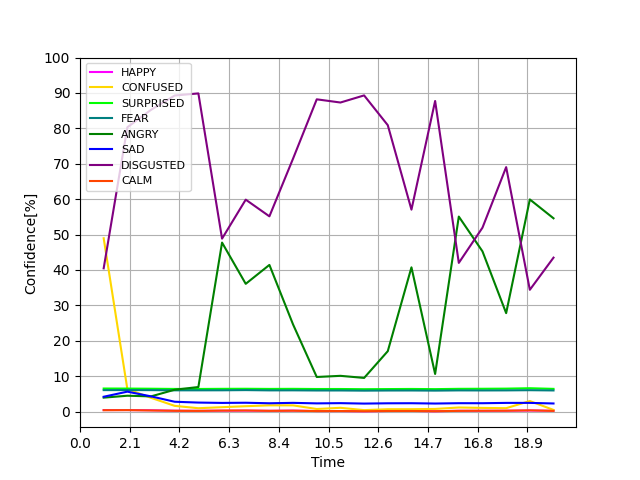 100
90
80
70
60
50
40
30
20
10
0
Confidence[%]
HAPPY
CONFUSED
SURPRISED
FEAR
ANGRY
SAD
DISGUSTED
CALM
0.0 2.1 4.2 6.3 8.4 10.5 12.6 14.7 16.8 18.9
Time